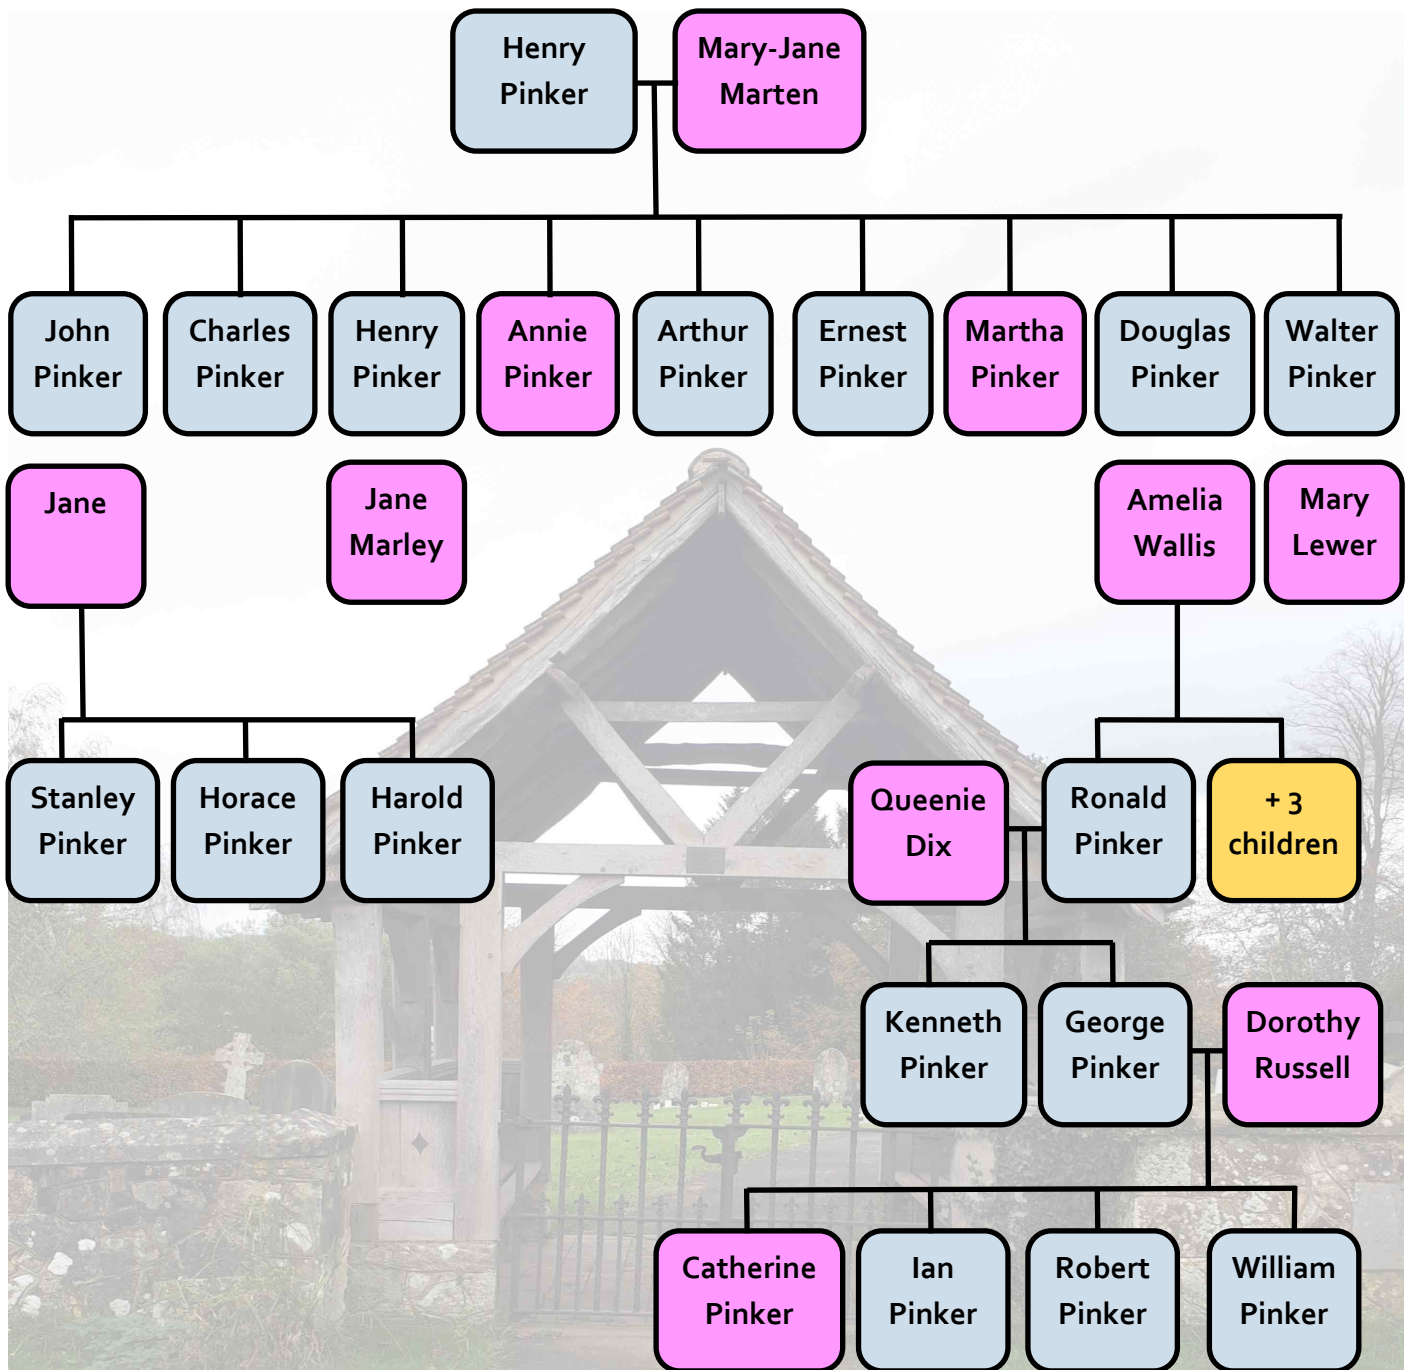 Henry
Pinker
Mary-Jane
Marten
John
Pinker
Charles
Pinker
Henry
Pinker
Annie
Pinker
Arthur
Pinker
Ernest
Pinker
Martha
Pinker
Douglas
Pinker
Walter
Pinker
Jane
Jane
Marley
Amelia
Wallis
Mary
Lewer
Stanley
Pinker
Horace
Pinker
Harold
Pinker
Queenie
Dix
Ronald
Pinker
+ 3
children
Kenneth
Pinker
George
Pinker
Dorothy
Russell
Catherine
Pinker
Ian
Pinker
Robert
Pinker
William
Pinker